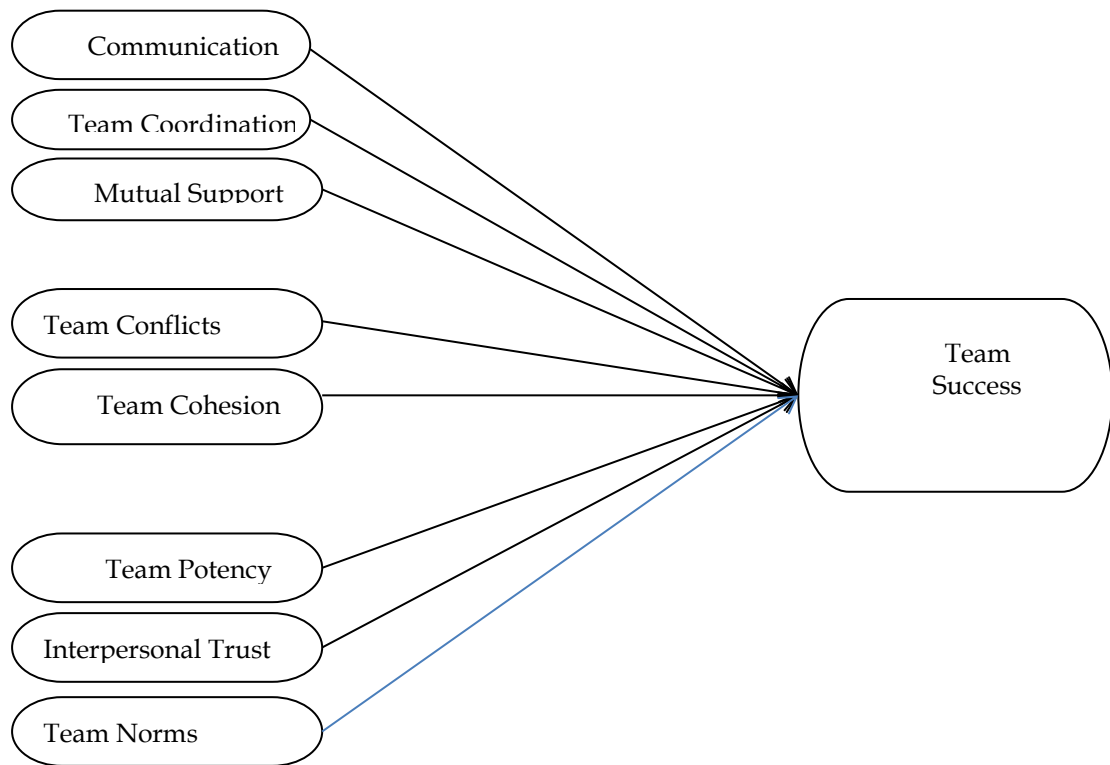 Communication
Team Coordination
Mutual Support
Team Conflicts
Team Cohesion
Team Potency
Interpersonal Trust
Team Norms
Team
Success